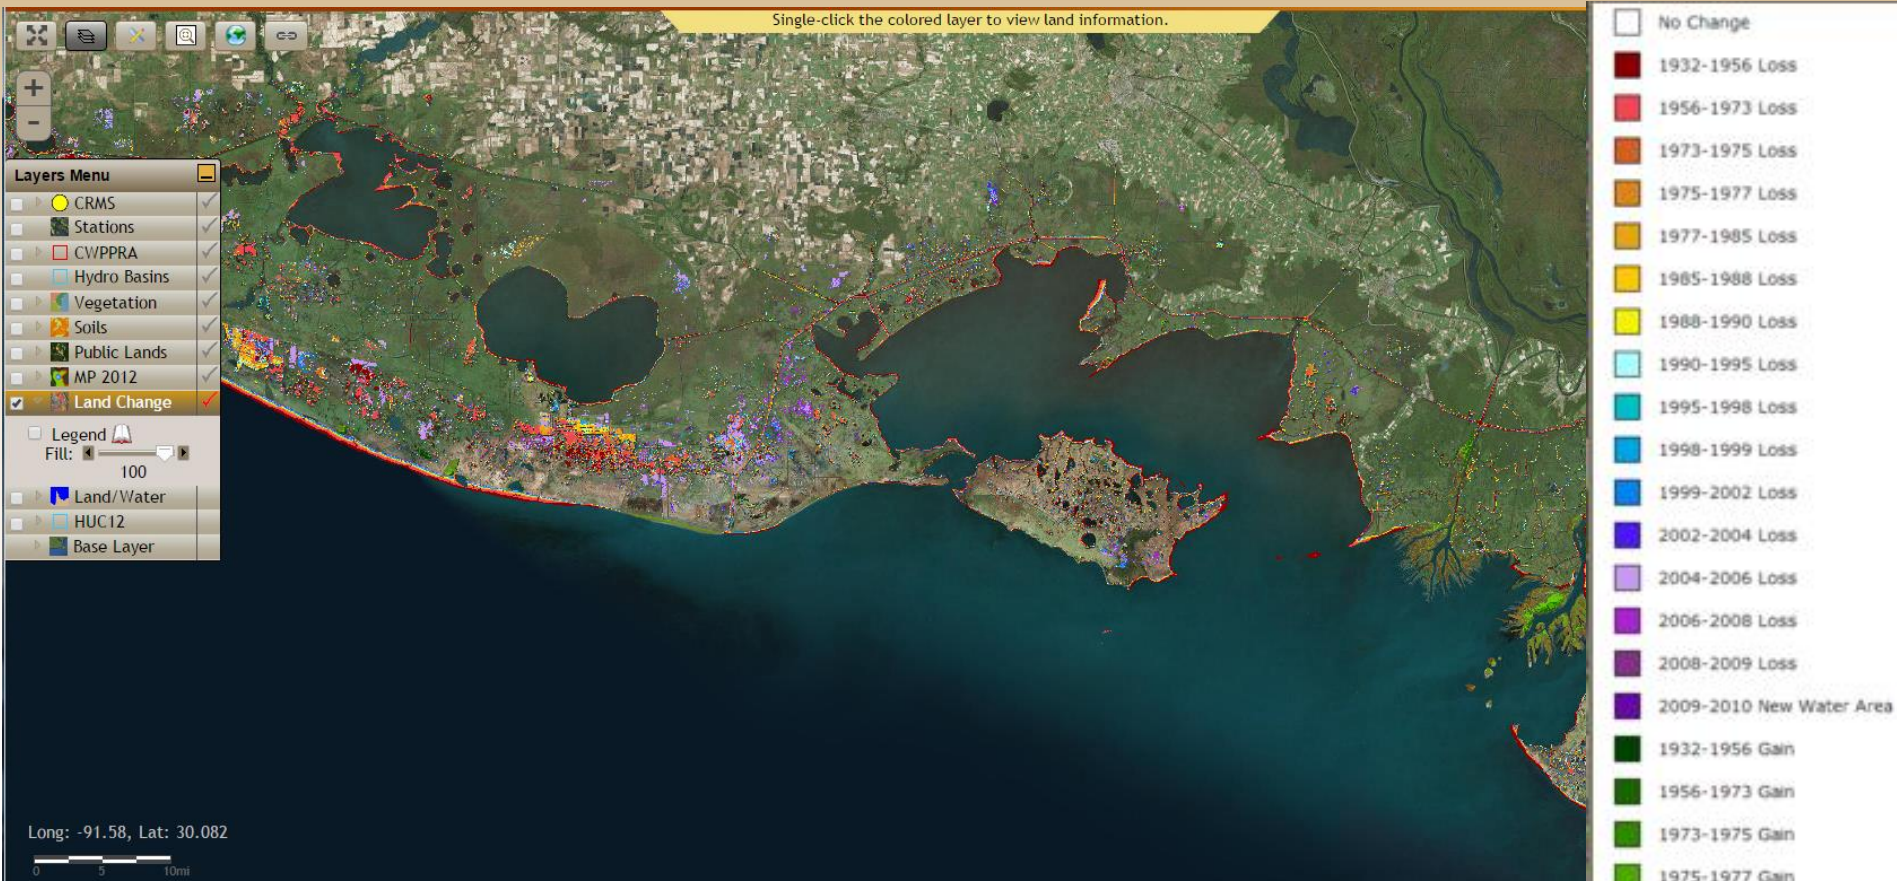 Single-click the colored layer to view land information.
+
-
Layers Menu
CRMS
Stations
CWPPRA
Hydro Basins
Vegetation
Soils
Public Lands
MP 2012
Land Change
Legend
Fill:
100
Land/Water
HUC12
Base Layer
Long: -91.58, Lat: 30.082
0 5 10mi
No Change
1932-1956 Loss
1956-1973 Loss
1973-1975 Loss
1975-1977 Loss
1977-1985 Loss
1985-1988 Loss
1988-1990 Loss
1990-1995 Loss
1995-1998 Loss
1998-1999 Loss
1999-2002 Loss
2002-2004 Loss
2004-2006 Loss
2006-2008 Loss
2008-2009 Loss
2009-2010 New Water Area
1932-1956 Gain
1956-1973 Gain
1973-1975 Gain
1975-1977 Gain